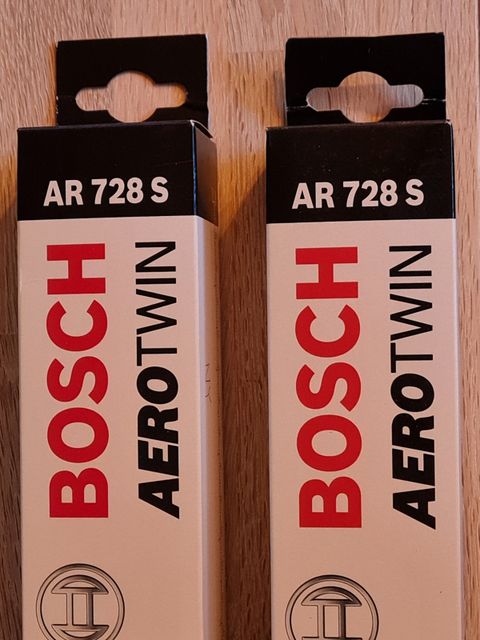 AR 728 S
BOSCH
AEROTWIN
AR 728 S
BOSCH
AEROTWIN